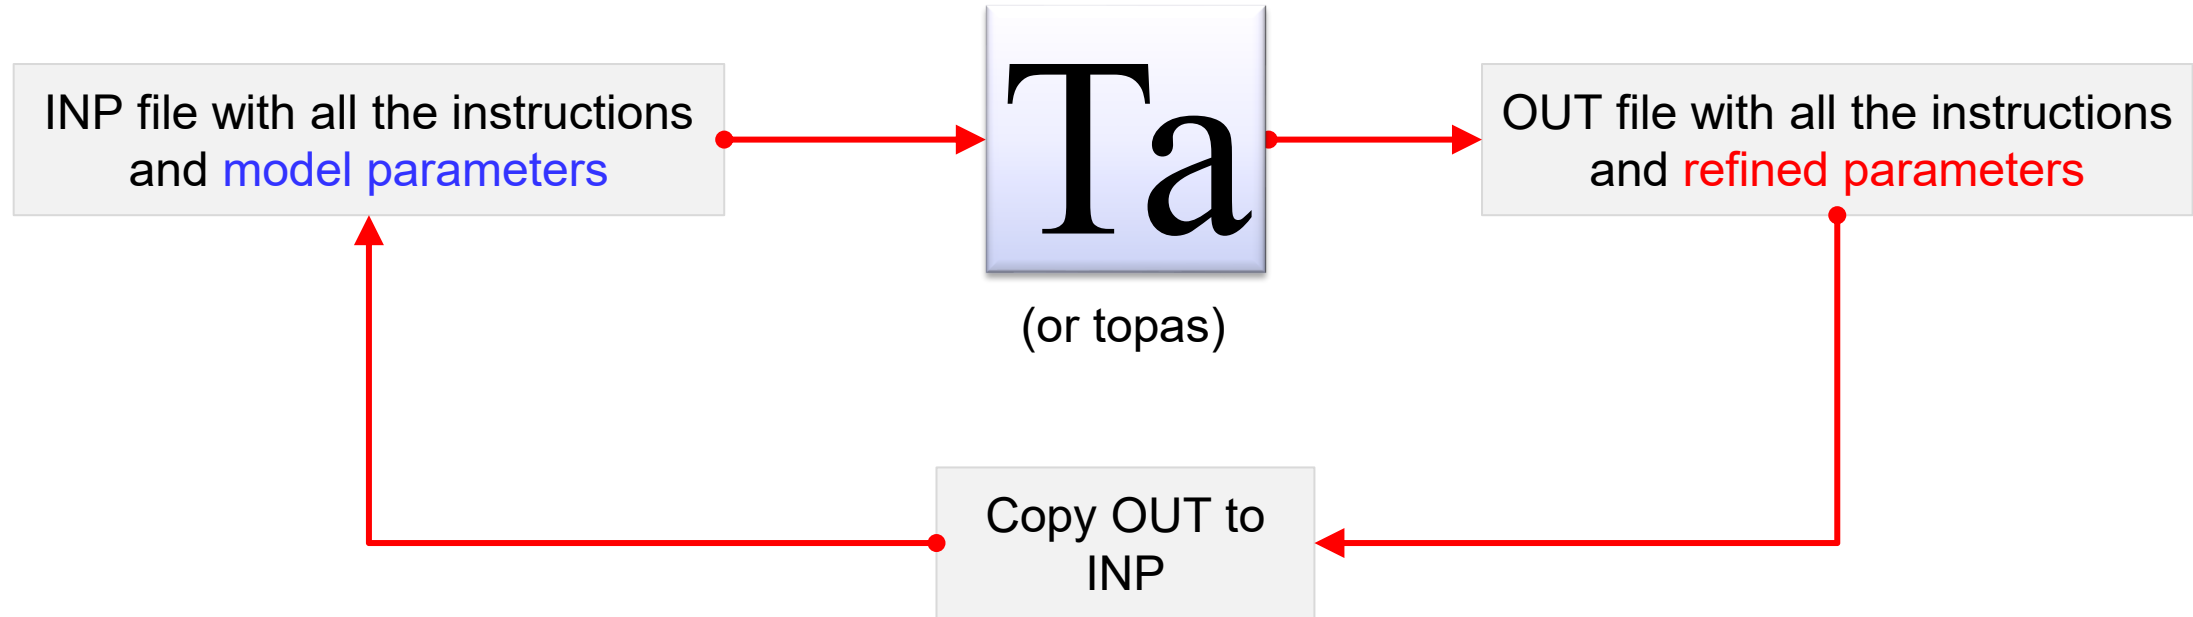 INP file with all the instructions
and model parameters
Ta
(or topas)
OUT file with all the instructions
and refined parameters
Copy OUT to
INP